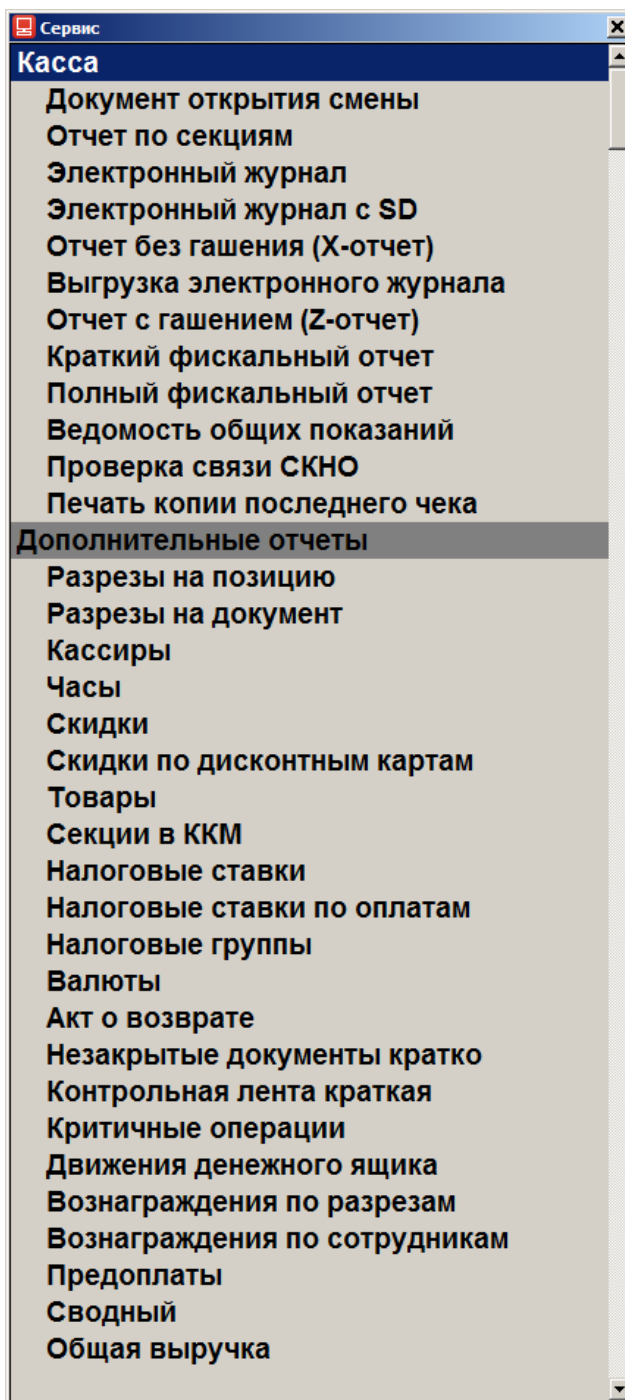 Сервис
Касса
Документ открытия смены
Отчет по секциям
Электронный журнал
Электронный журнал с SD
Отчет без гашения (X-отчет)
Выгрузка электронного журнала
Отчет с гашением (Z-отчет)
Краткий фискальный отчет
Полный фискальный отчет
Ведомость общих показаний
Проверка связи СКНО
Печать копии последнего чека
Дополнительные отчеты
Разрезы на позицию
Разрезы на документ
Кассиры
Часы
Скидки
Скидки по дисконтным картам
Товары
Секции в ККМ
Налоговые ставки
Налоговые ставки по оплатам
Налоговые группы
Валюты
Акт о возврате
Незакрытые документы кратко
Контрольная лента краткая
Критичные операции
Движения денежного ящика
Вознаграждения по разрезам
Вознаграждения по сотрудникам
Предоплаты
Сводный
Общая выручка